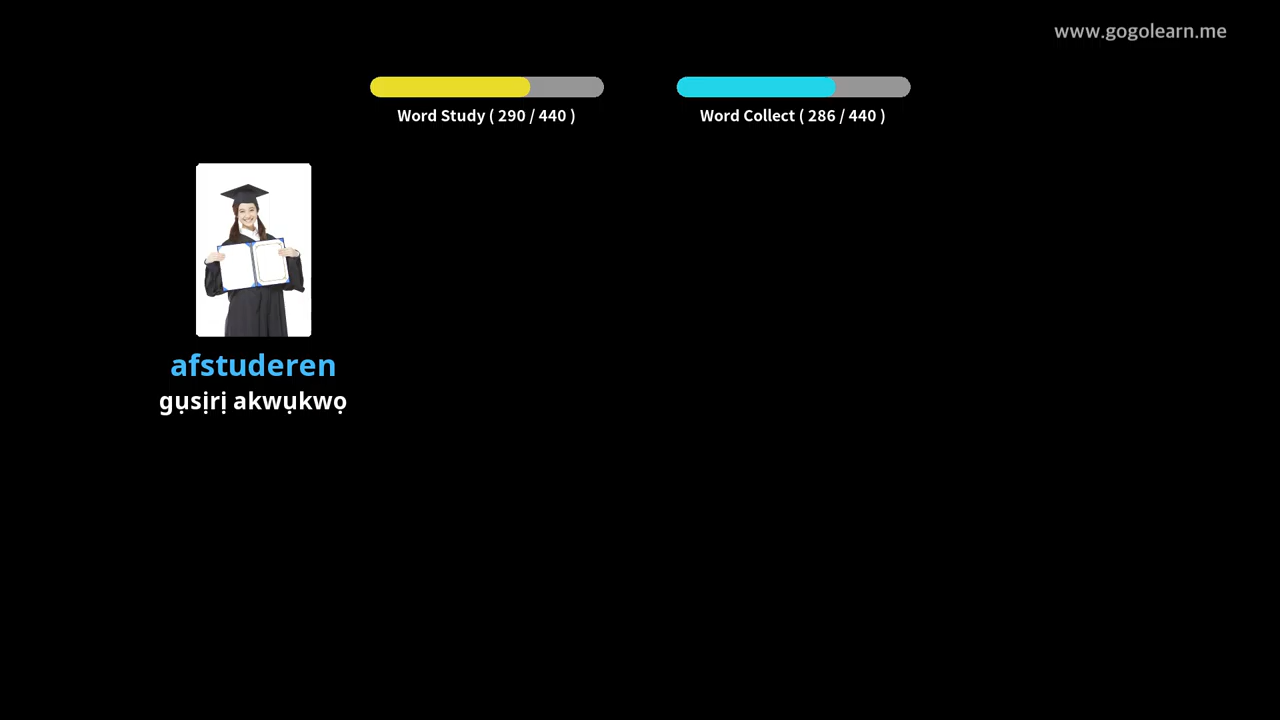 www.gogolearn.me
Word Study ( 290 / 440 )
Word Collect ( 286 / 440 )
afstuderen
gụsịrị akwụkwọ